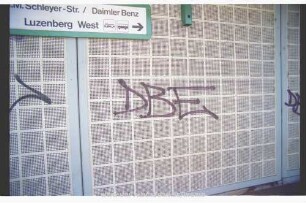 M. Schleyer-Str. / Daimler Benz
Luzenberg West
DBE